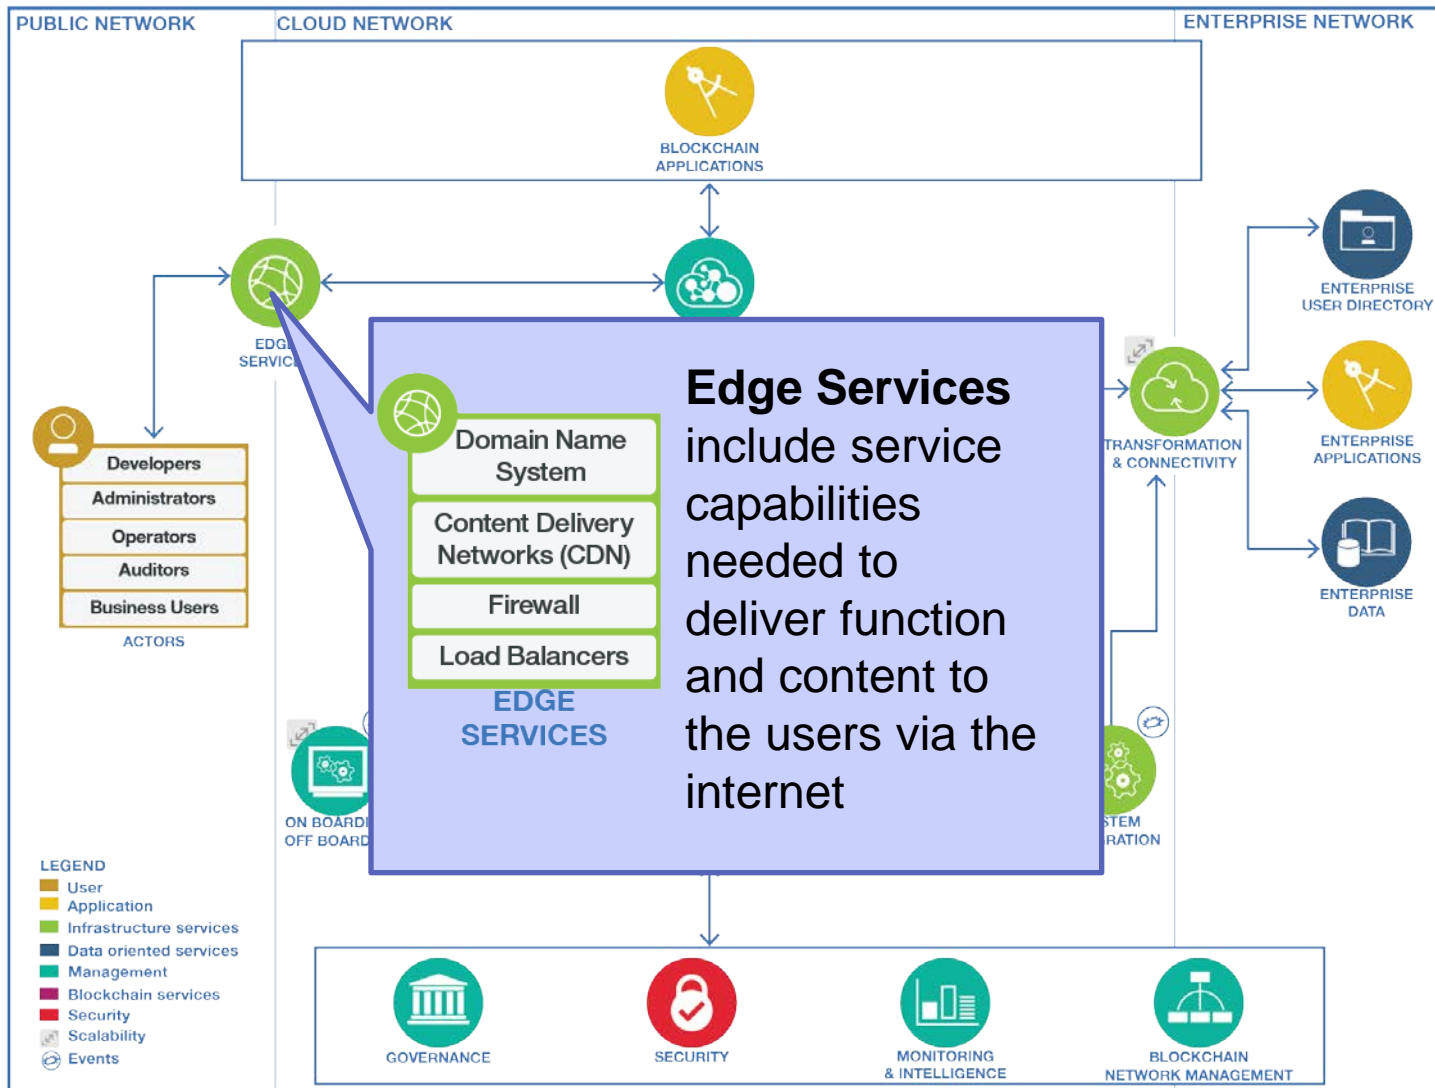 PUBLIC NETWORK
CLOUD NETWORK
ENTERPRISE NETWORK
BLOCKCHAIN
APPLICATIONS
EDGE
ENTERPRISE
USER DIRECTORY
ENTERPRISE
APPLICATIONS
TRANSFORMATION
& CONNECTIVITY
ENTERPRISE
DATA
Developers
Administrators
Operators
Auditors
Business Users
ACTORS
Domain Name
System
Content Delivery
Networks (CDN)
Firewall
Load Balancers
EDGE
SERVICES
Edge Services
include service
capabilities
needed to
deliver function
and content to
the users via the
internet
ON
OFF
LEGEND
User
Application
Infrastructure services
Data oriented services
Management
Blockchain services
Security
Scalability
Events
GOVERNANCE
SECURITY
MONITORING
& INTELLIGENCE
BLOCKCHAIN
NETWORK MANAGEMENT